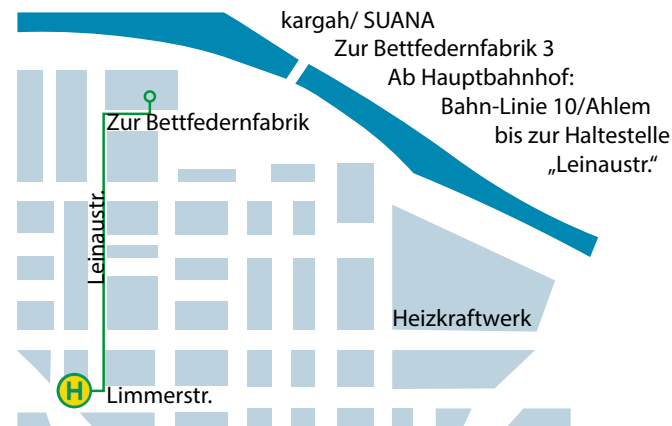 kargah/ SUANA
Zur Bettfedernfabrik 3
Ab Hauptbahnhof:
Bahn-Linie 10/Ahlem
bis zur Haltestelle
„Leinaustr.“
Zur Bettfedernfabrik
Leinaustr.
Heizkraftwerk
H
Limmerstr.